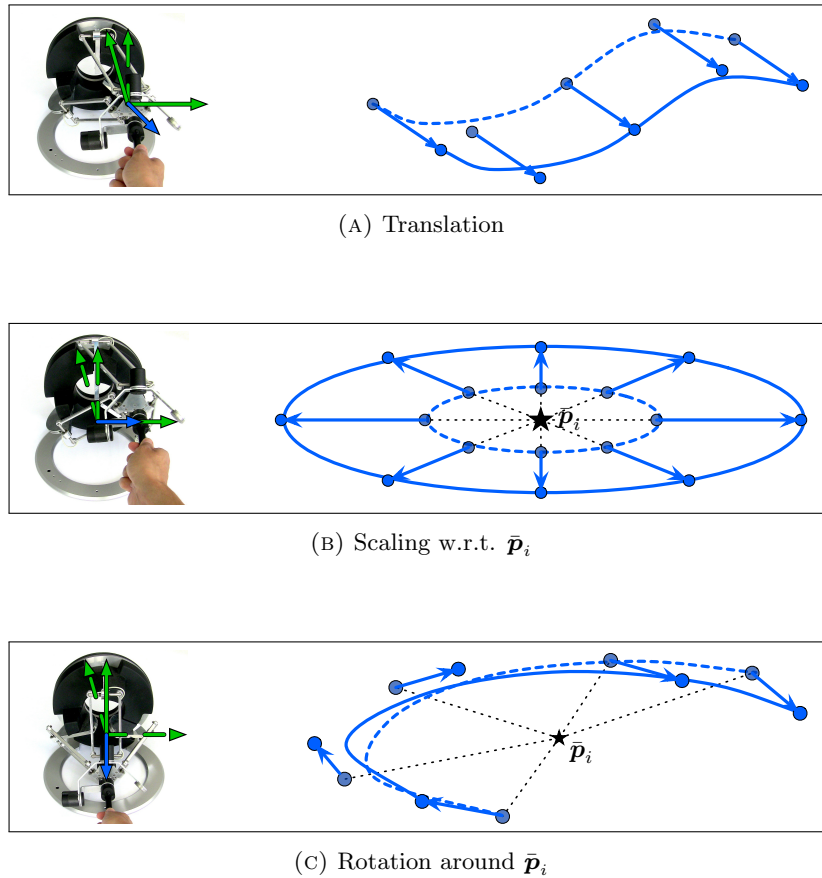 (A) Translation
p̄ᵢ
(B) Scaling w.r.t. p̄ᵢ
p̄ᵢ
(C) Rotation around p̄ᵢ